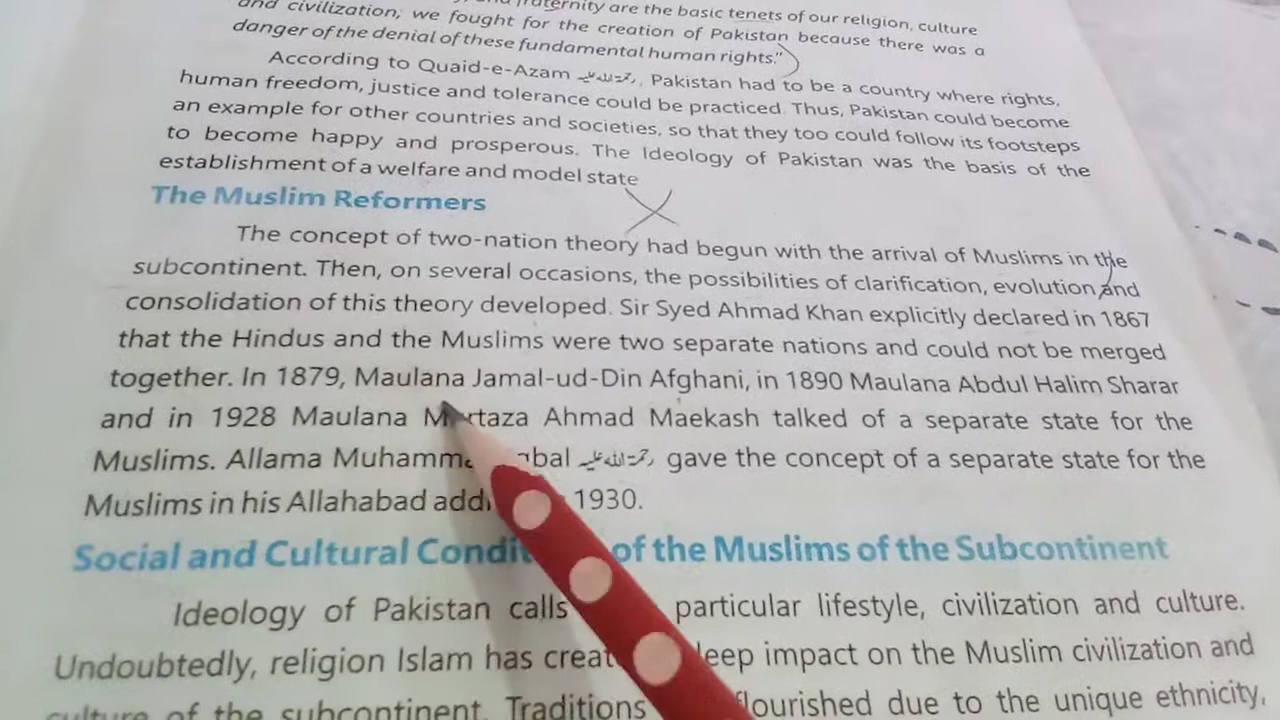 fraternity are the basic tenets of our religion, culture
and civilization; we fought for the creation of Pakistan because there was a
danger of the denial of these fundamental human rights."
According to Quaid-e-Azam رحمۃ اللہ علیہ, Pakistan had to be a country where rights,
human freedom, justice and tolerance could be practiced. Thus, Pakistan could become
an example for other countries and societies, so that they too could follow its footsteps
to become happy and prosperous. The Ideology of Pakistan was the basis of the
establishment of a welfare and model state
The Muslim Reformers
The concept of two-nation theory had begun with the arrival of Muslims in the
subcontinent. Then, on several occasions, the possibilities of clarification, evolution and
consolidation of this theory developed. Sir Syed Ahmad Khan explicitly declared in 1867
that the Hindus and the Muslims were two separate nations and could not be merged
together. In 1879, Maulana Jamal-ud-Din Afghani, in 1890 Maulana Abdul Halim Sharar
and in 1928 Maulana Ahmad Maekash talked of a separate state for the
Muslims. Allama رحمۃ اللہ علیہ gave the concept of a separate state for the
Muslims in his Allahabad 1930.
Social and Cultural of the Muslims of the Subcontinent
Ideology of Pakistan calls particular lifestyle, civilization and culture.
Undoubtedly, religion Islam has impact on the Muslim civilization and
culture of the subcontinent. Traditions flourished due to the unique ethnicity,